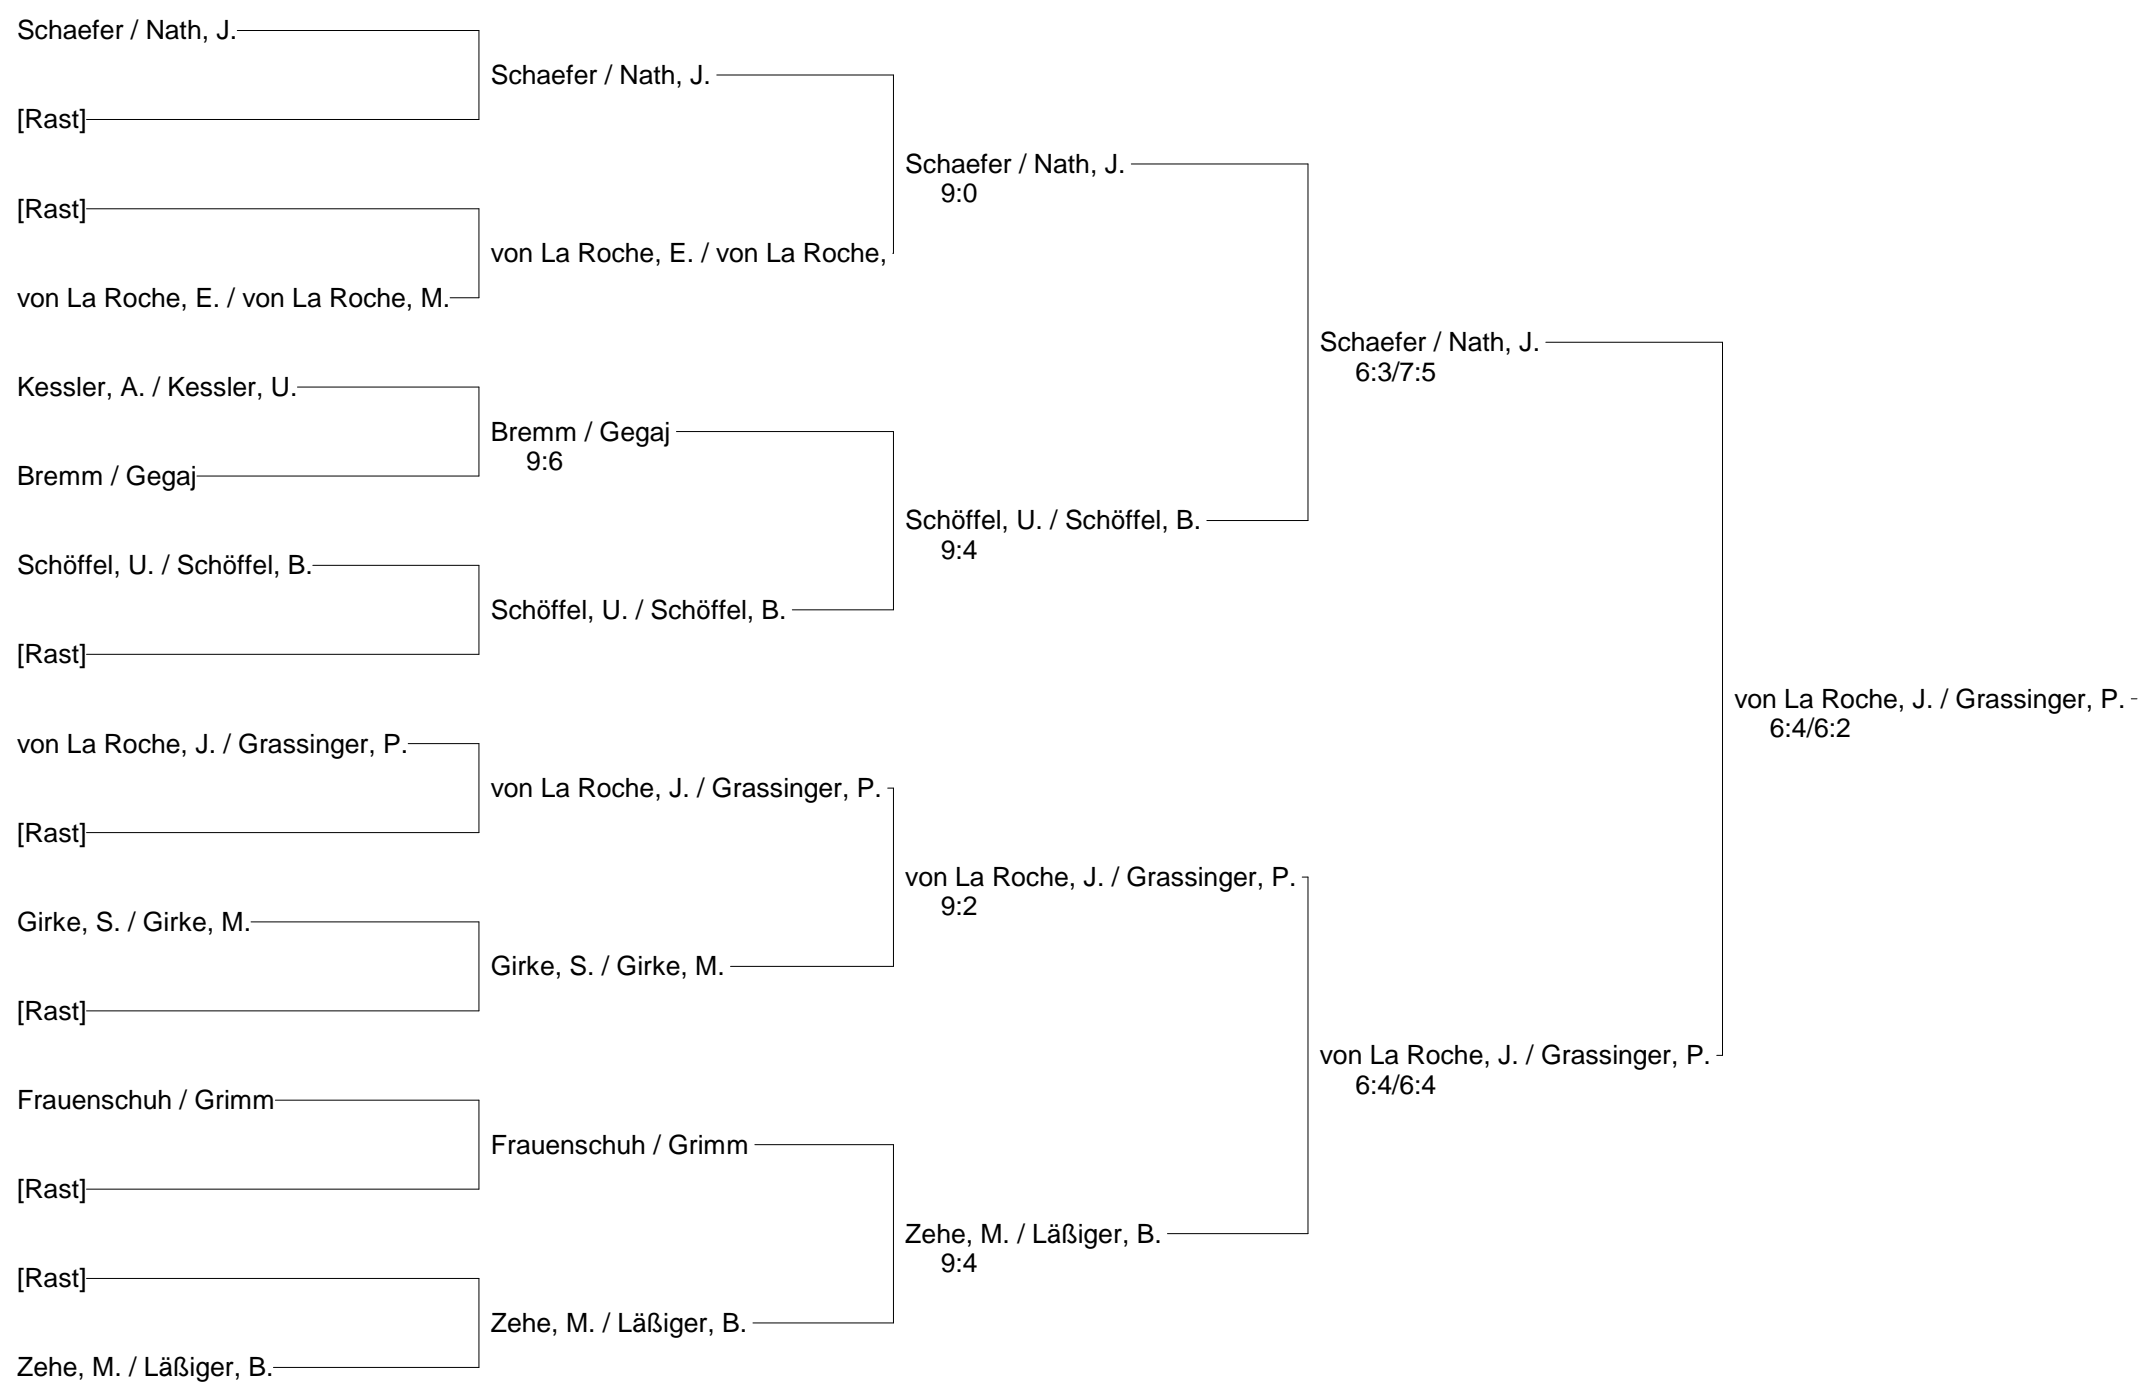 Schaefer / Nath, J.
[Rast]
[Rast]
von La Roche, E. / von La Roche, M.
Kessler, A. / Kessler, U.
Bremm / Gegaj
Schöffel, U. / Schöffel, B.
[Rast]
von La Roche, J. / Grassinger, P.
[Rast]
Girke, S. / Girke, M.
[Rast]
Frauenschuh / Grimm
[Rast]
[Rast]
Zehe, M. / Läßiger, B.
Schaefer / Nath, J.
von La Roche, E. / von La Roche,
Bremm / Gegaj
9:6
Schöffel, U. / Schöffel, B.
von La Roche, J. / Grassinger, P.
Girke, S. / Girke, M.
Frauenschuh / Grimm
Zehe, M. / Läßiger, B.
Schaefer / Nath, J.
9:0
Schöffel, U. / Schöffel, B.
9:4
von La Roche, J. / Grassinger, P.
9:2
Zehe, M. / Läßiger, B.
9:4
Schaefer / Nath, J.
6:3/7:5
von La Roche, J. / Grassinger, P.
6:4/6:4
von La Roche, J. / Grassinger, P.
6:4/6:2